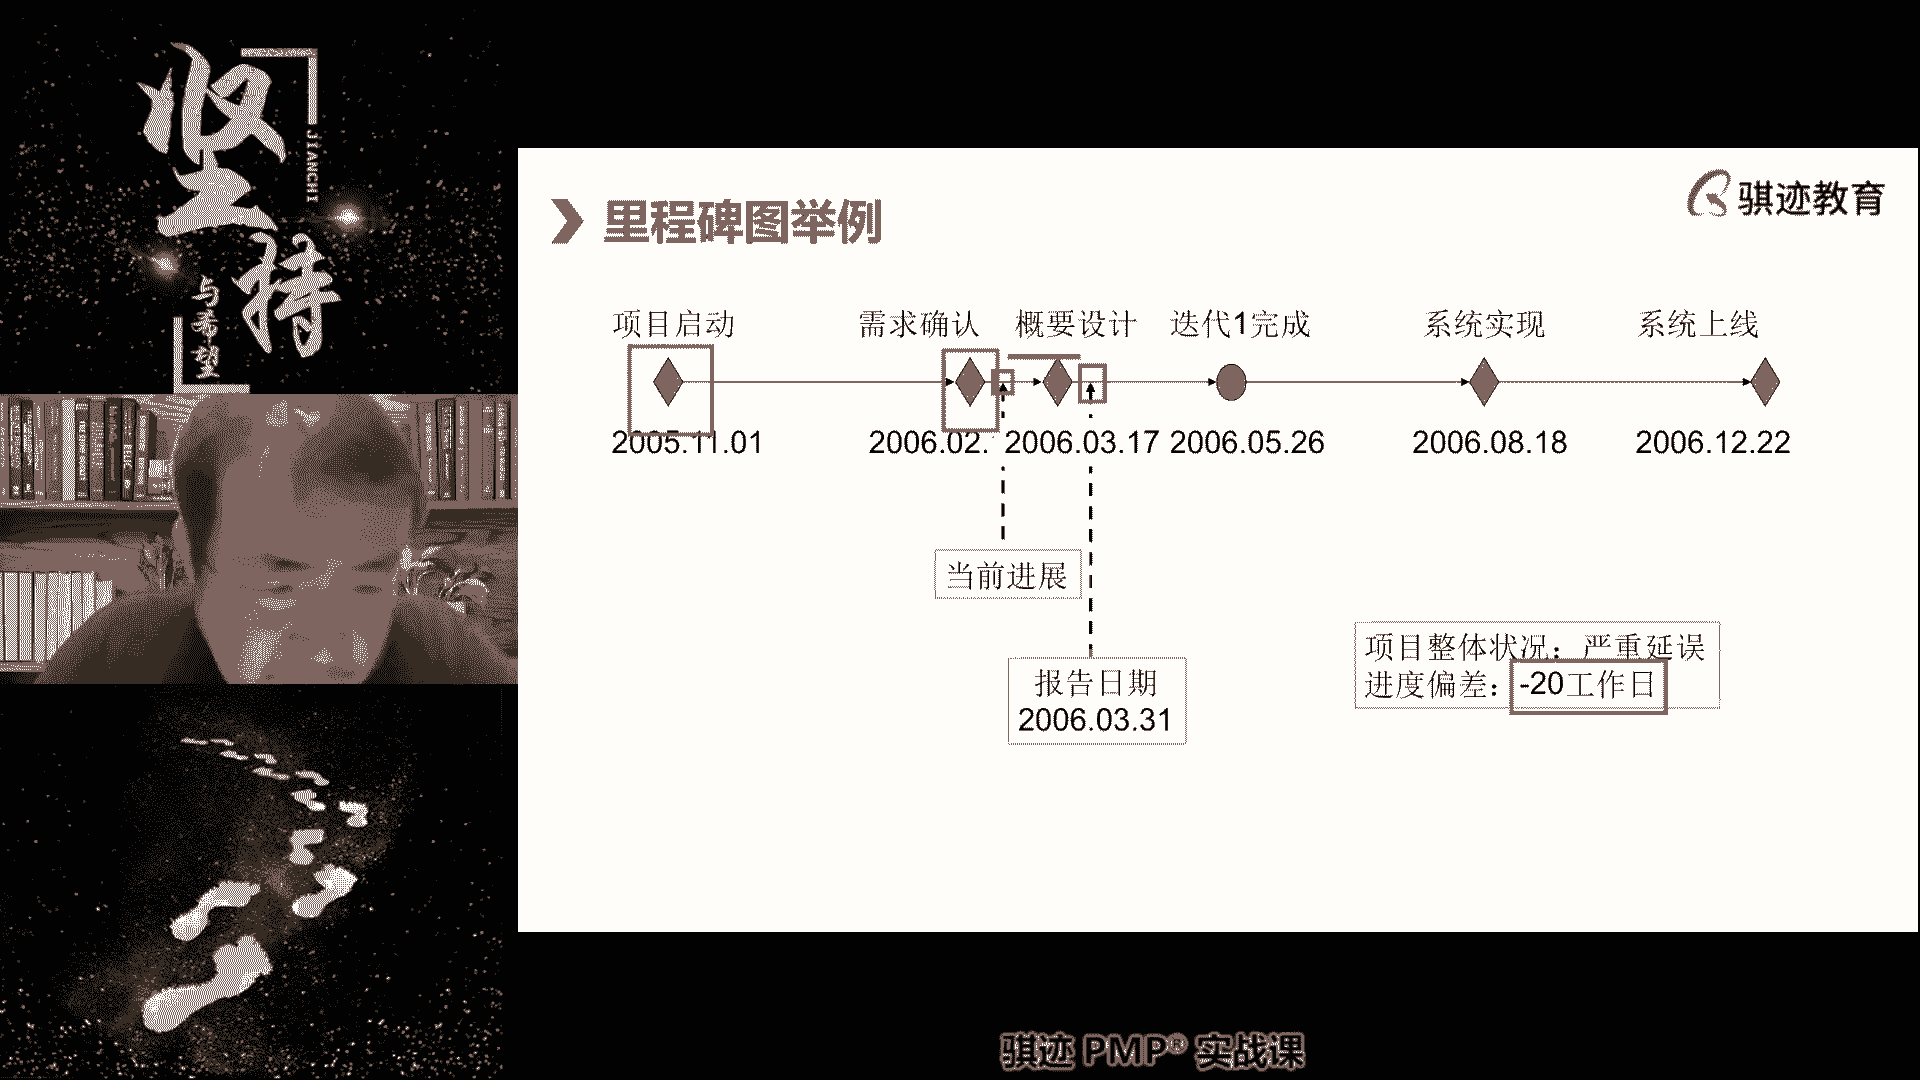 坚持
JIANCHI
与希望
骐迹教育
里程碑图举例
项目启动 需求确认 概要设计 迭代1完成 系统实现 系统上线
2005.11.01 2006.02. 2006.03.17 2006.05.26 2006.08.18 2006.12.22
当前进展
报告日期
2006.03.31
项目整体状况：严重延误
进度偏差：-20工作日
骐迹 PMP® 实战课